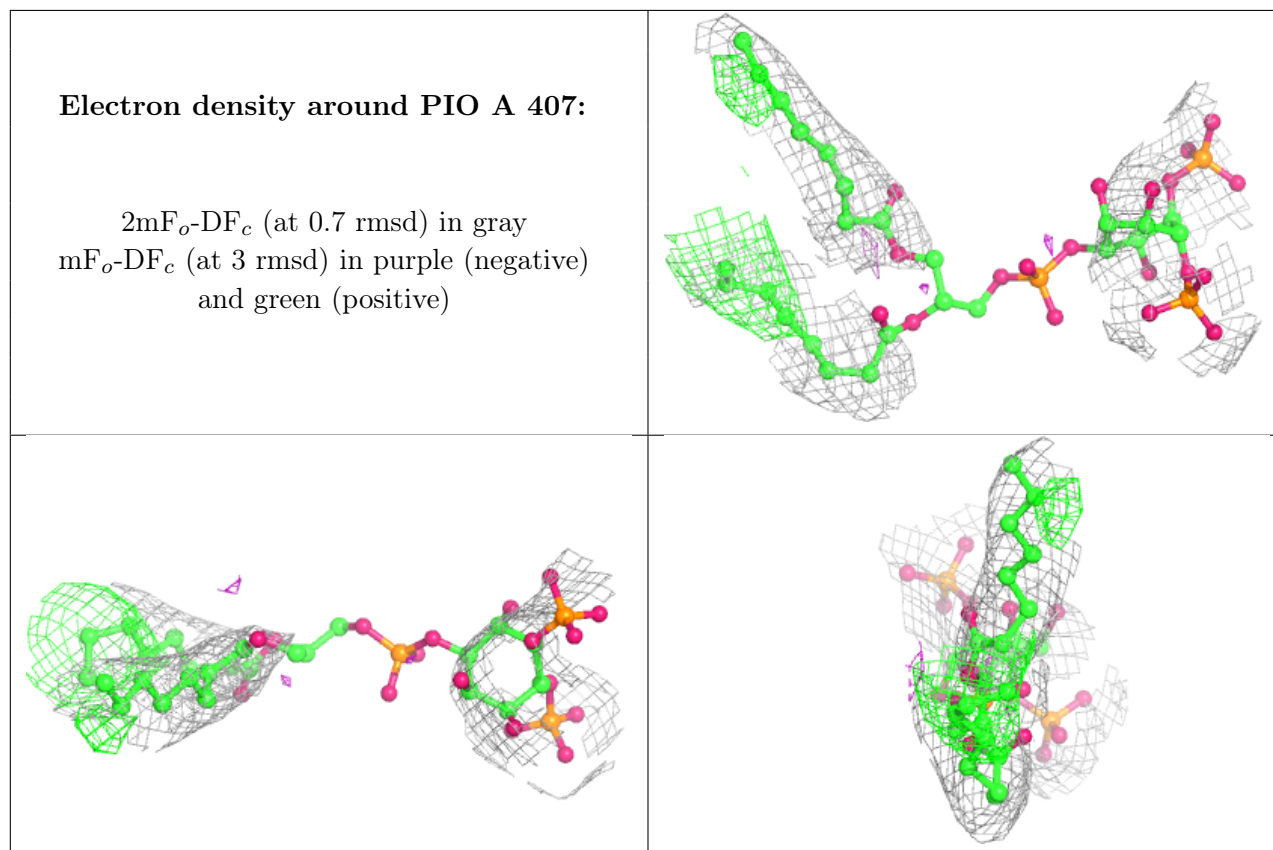 Electron density around PIO A 407:
2mFo-DFc (at 0.7 rmsd) in gray
mFo-DFc (at 3 rmsd) in purple (negative)
and green (positive)